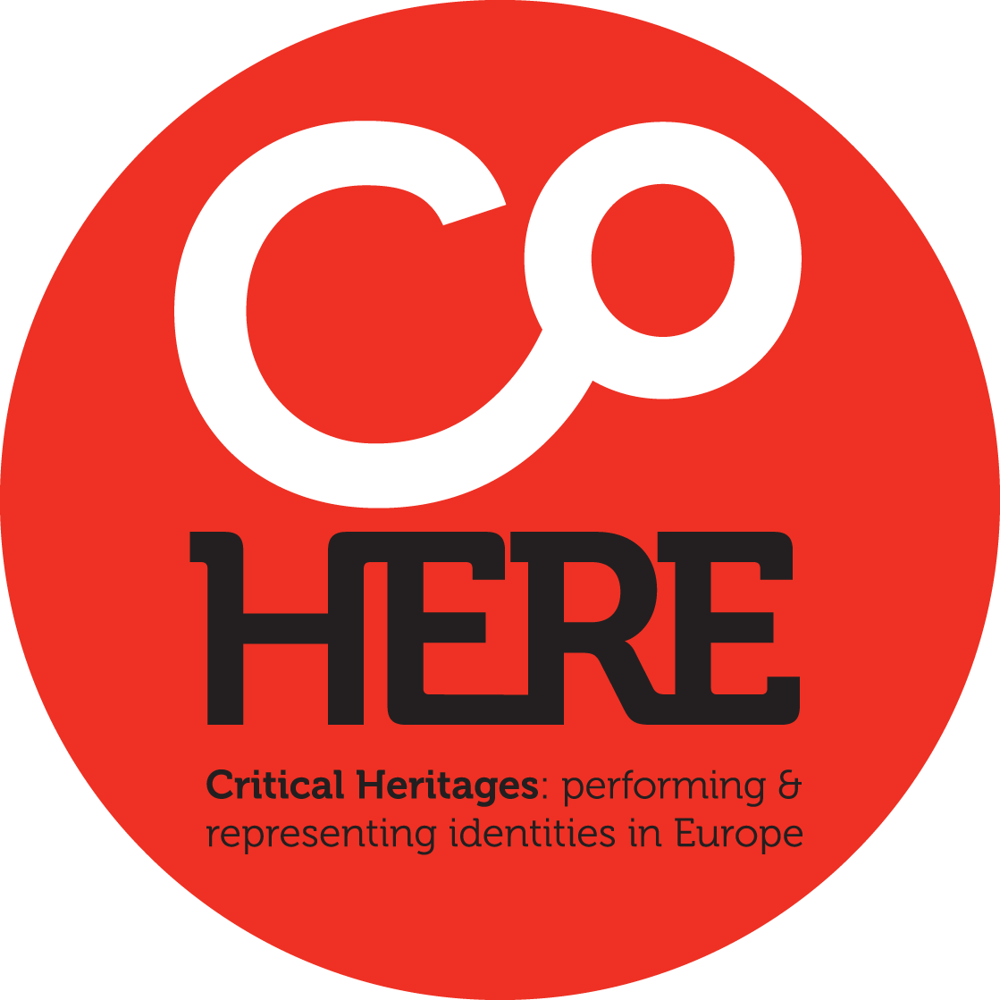 Co
HERE
Critical Heritages: performing &
representing identities in Europe